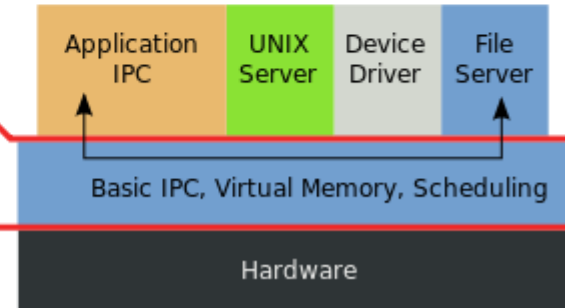 Application
IPC
UNIX
Server
Device
Driver
File
Server
Basic IPC, Virtual Memory, Scheduling
Hardware